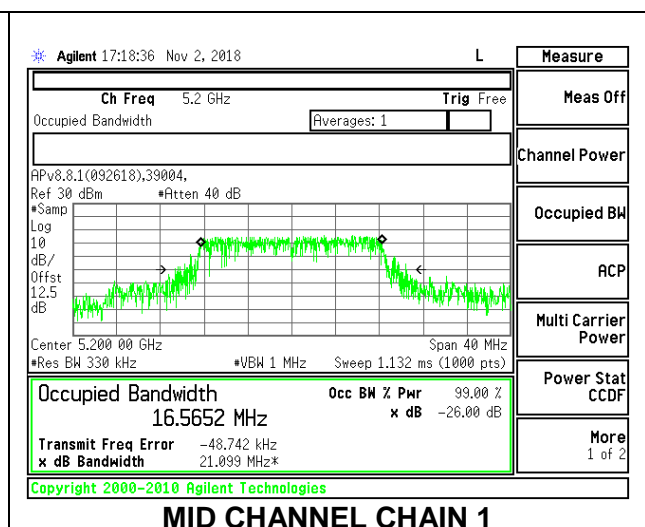 Agilent 17:18:36 Nov 2, 2018 L
Measure
Ch Freq 5.2 GHz Trig Free
Occupied Bandwidth Averages: 1
APv8.8.1(092618),39004,
Ref 30 dBm #Atten 40 dB
#Samp
Log
10
dB/
Offst
12.5
dB
Center 5.200 00 GHz Span 40 MHz
#Res BW 330 kHz #VBW 1 MHz Sweep 1.132 ms (1000 pts)
Occupied Bandwidth Occ BW % Pwr 99.00 %
16.5652 MHz x dB -26.00 dB
Transmit Freq Error -48.742 kHz
x dB Bandwidth 21.099 MHz*
Copyright 2000-2010 Agilent Technologies
Meas Off
Channel Power
Occupied BW
ACP
Multi Carrier
Power
Power Stat
CCDF
More
1 of 2
MID CHANNEL CHAIN 1